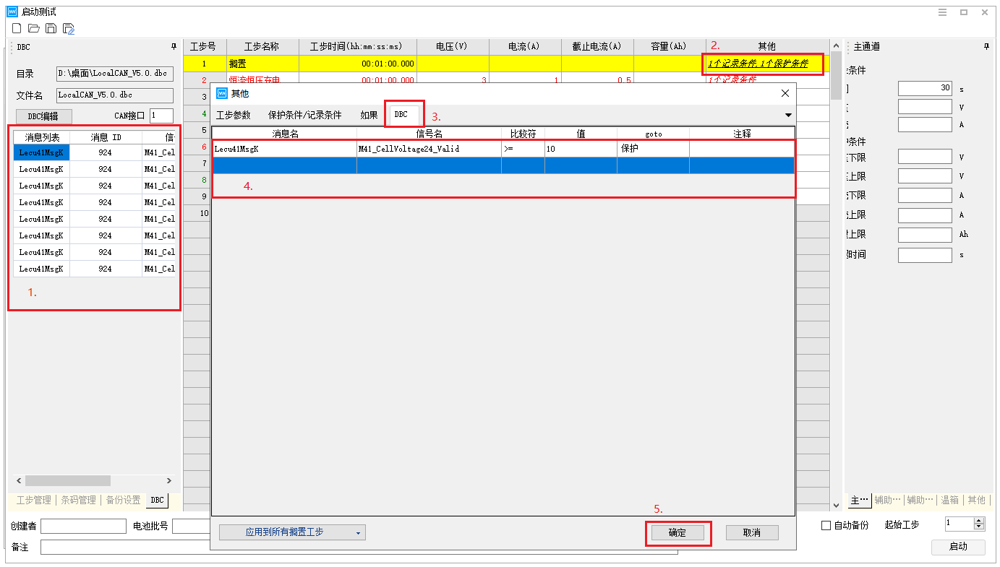 启动测试
DBC
目录 D:\桌面\LocalCAN_V5.0.dbc
文件名 LocalCAN_V5.0.dbc
DBC编辑 CAN接口 1
消息列表 消息 ID
Lecu41MsgK 924 M41_Cel
Lecu41MsgK 924 M41_Cel
Lecu41MsgK 924 M41_Cel
Lecu41MsgK 924 M41_Cel
Lecu41MsgK 924 M41_Cel
Lecu41MsgK 924 M41_Cel
Lecu41MsgK 924 M41_Cel
Lecu41MsgK 924 M41_Cel
1.
工步管理 条码管理 备份设置 DBC
工步号 工步名称 工步时间(hh:mm:ss:ms) 电压(V) 电流(A) 截止电流(A) 容量(Ah) 其他
2.
1 搁置 00:01:00.000 1个记录条件,1个保护条件
2 恒流恒压充电 00:01:00.000 3 1 0.5 1个记录条件
3
4
5
6
7
8
9
10
其他
工步参数 保护条件/记录条件 如果 DBC
3.
消息名 信号名 比较符 值 goto 注释
Lecu41MsgK M41_CellVoltage24_Valid >= 10 保护
4.
应用到所有搁置工步
5.
确定 取消
主通道
条件
30 s
V
A
条件
下限 V
上限 V
下限 A
上限 A
上限 Ah
时间 s
主… 辅助… 辅助… 温箱 其他
创建者 电池批号
自动备份 起始工步 1
备注
启动